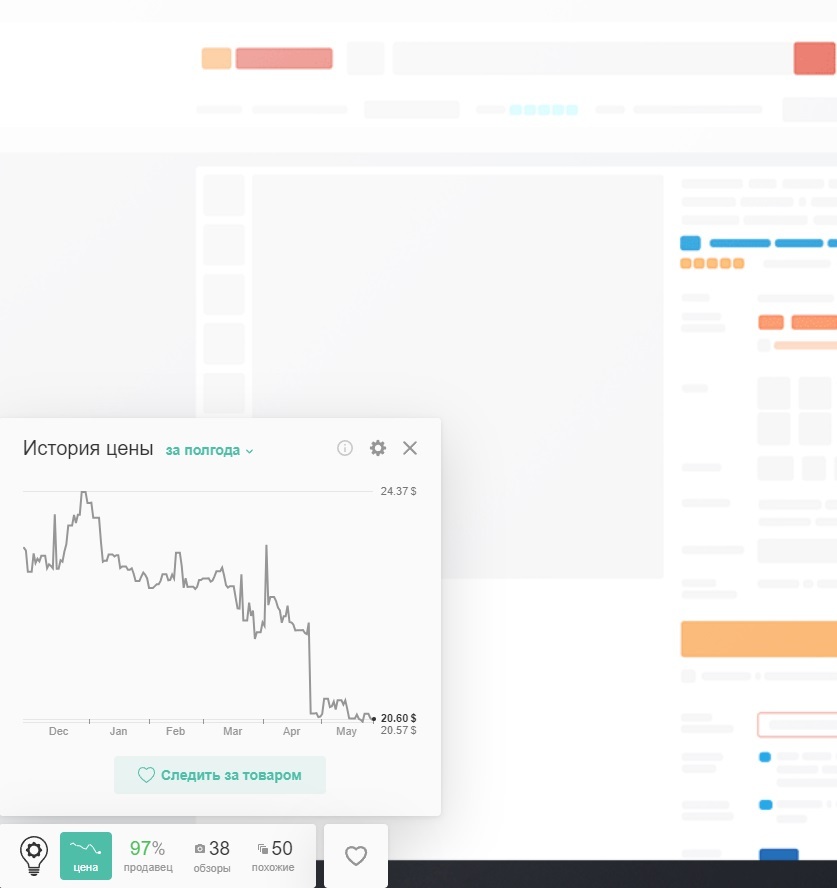 История цены за полгода
24.37 $
20.60 $
Dec Jan Feb Mar Apr May 20.57 $
Следить за товаром
97% 38 50
цена продавец обзоры похожие